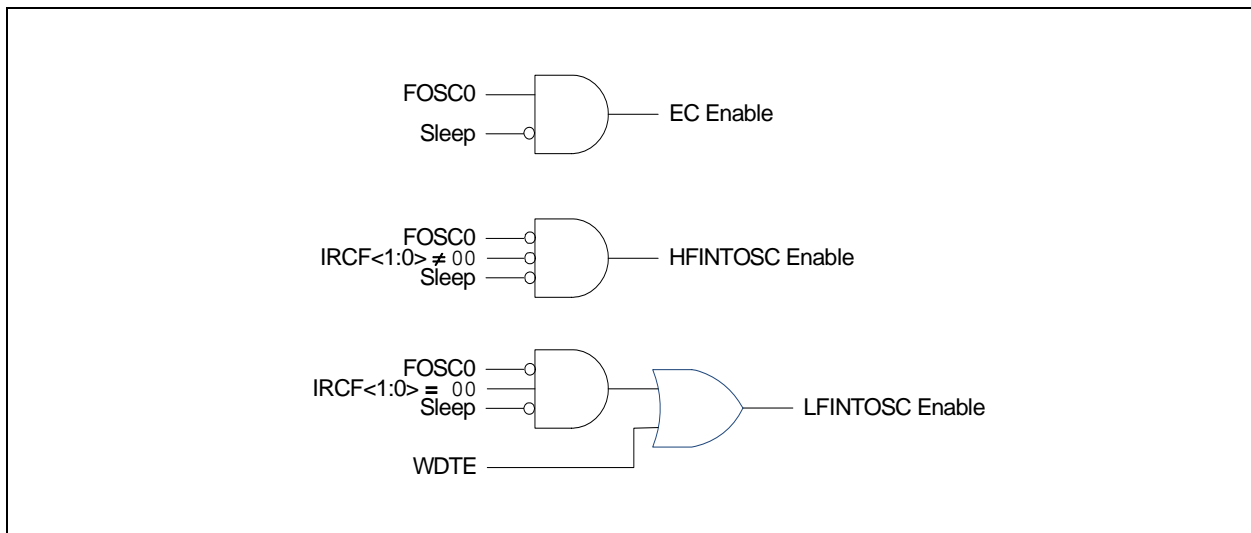 FOSC0
Sleep
EC Enable
FOSC0
IRCF<1:0> ≠ 00
Sleep
HFINTOSC Enable
FOSC0
IRCF<1:0> = 00
Sleep
LFINTOSC Enable
WDTE